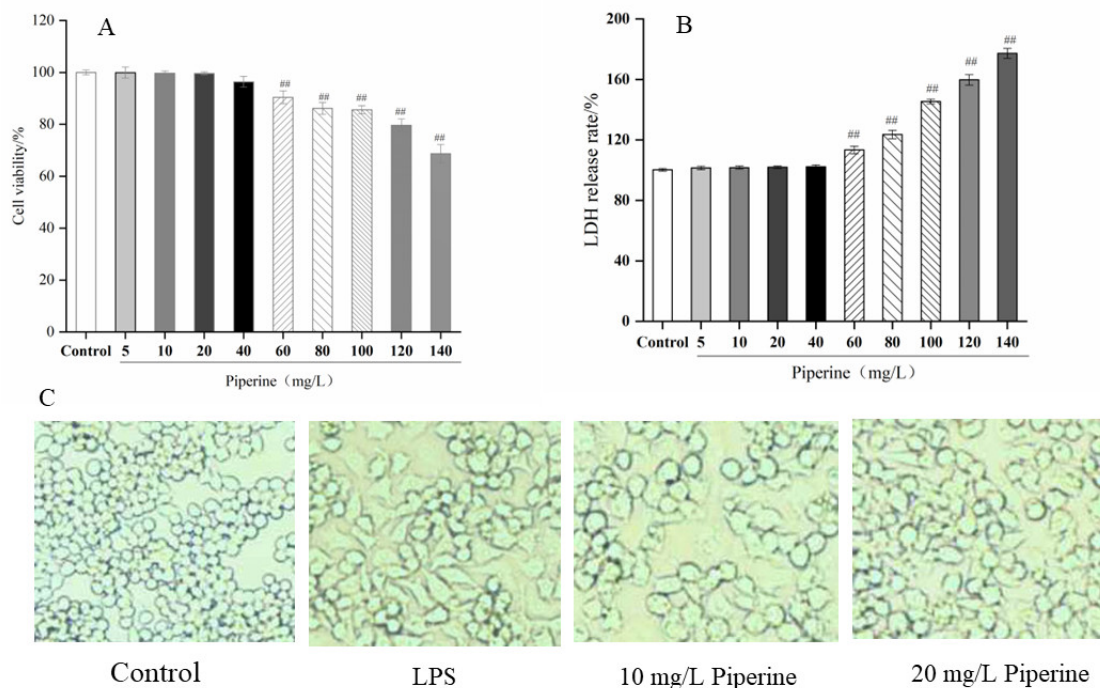 A
120
100
80
60
40
20
0
Cell viability/%
## ## ## ## ##
Control 5 10 20 40 60 80 100 120 140
Piperine（mg/L）
B
200
160
120
80
40
0
LDH release rate/%
## ## ## ## ##
Control 5 10 20 40 60 80 100 120 140
Piperine（mg/L）
C
Control LPS 10 mg/L Piperine 20 mg/L Piperine